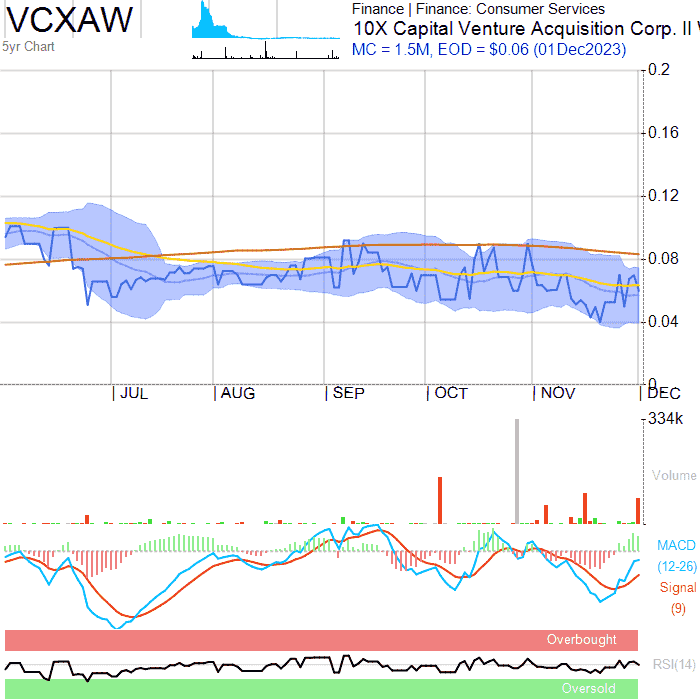 VCXAW
5yr Chart
Finance | Finance: Consumer Services
10X Capital Venture Acquisition Corp. II
MC = 1.5M, EOD = $0.06 (01Dec2023)
0.2
0.16
0.12
0.08
0.04
0
JUL AUG SEP OCT NOV DEC
334k
Volume
MACD
(12-26)
Signal
(9)
Overbought
RSI(14)
Oversold